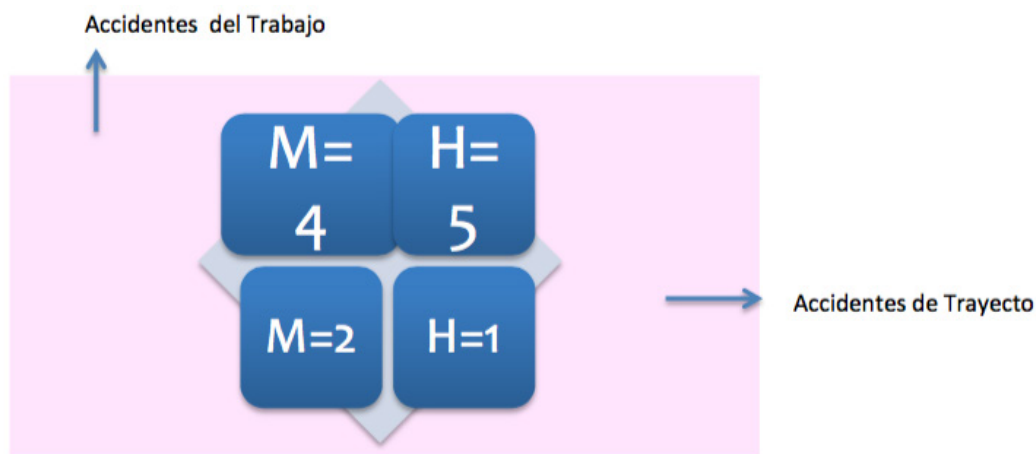 Accidentes del Trabajo
M= H=
4 5
M=2 H=1
Accidentes de Trayecto